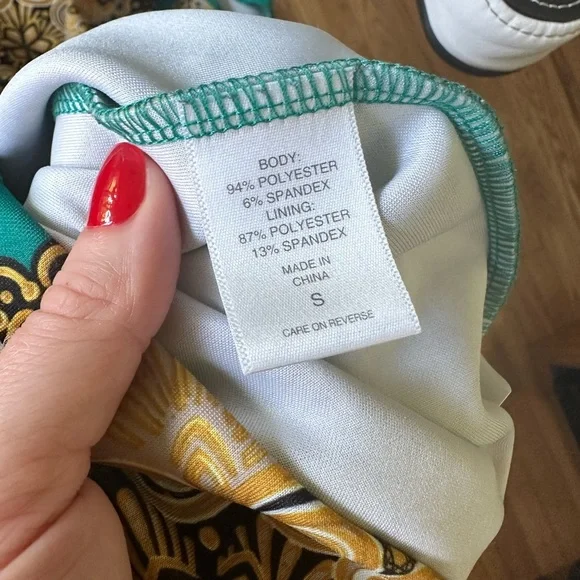 BODY:
94% POLYESTER
6% SPANDEX
LINING:
87% POLYESTER
13% SPANDEX
MADE IN
CHINA
S
CARE ON REVERSE